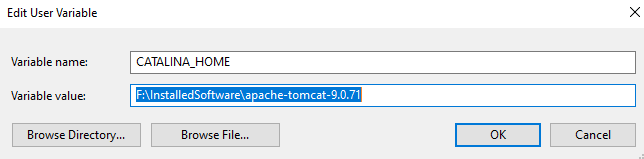 Edit User Variable
Variable name: CATALINA_HOME
Variable value: F:\InstalledSoftware\apache-tomcat-9.0.71
Browse Directory... Browse File... OK Cancel